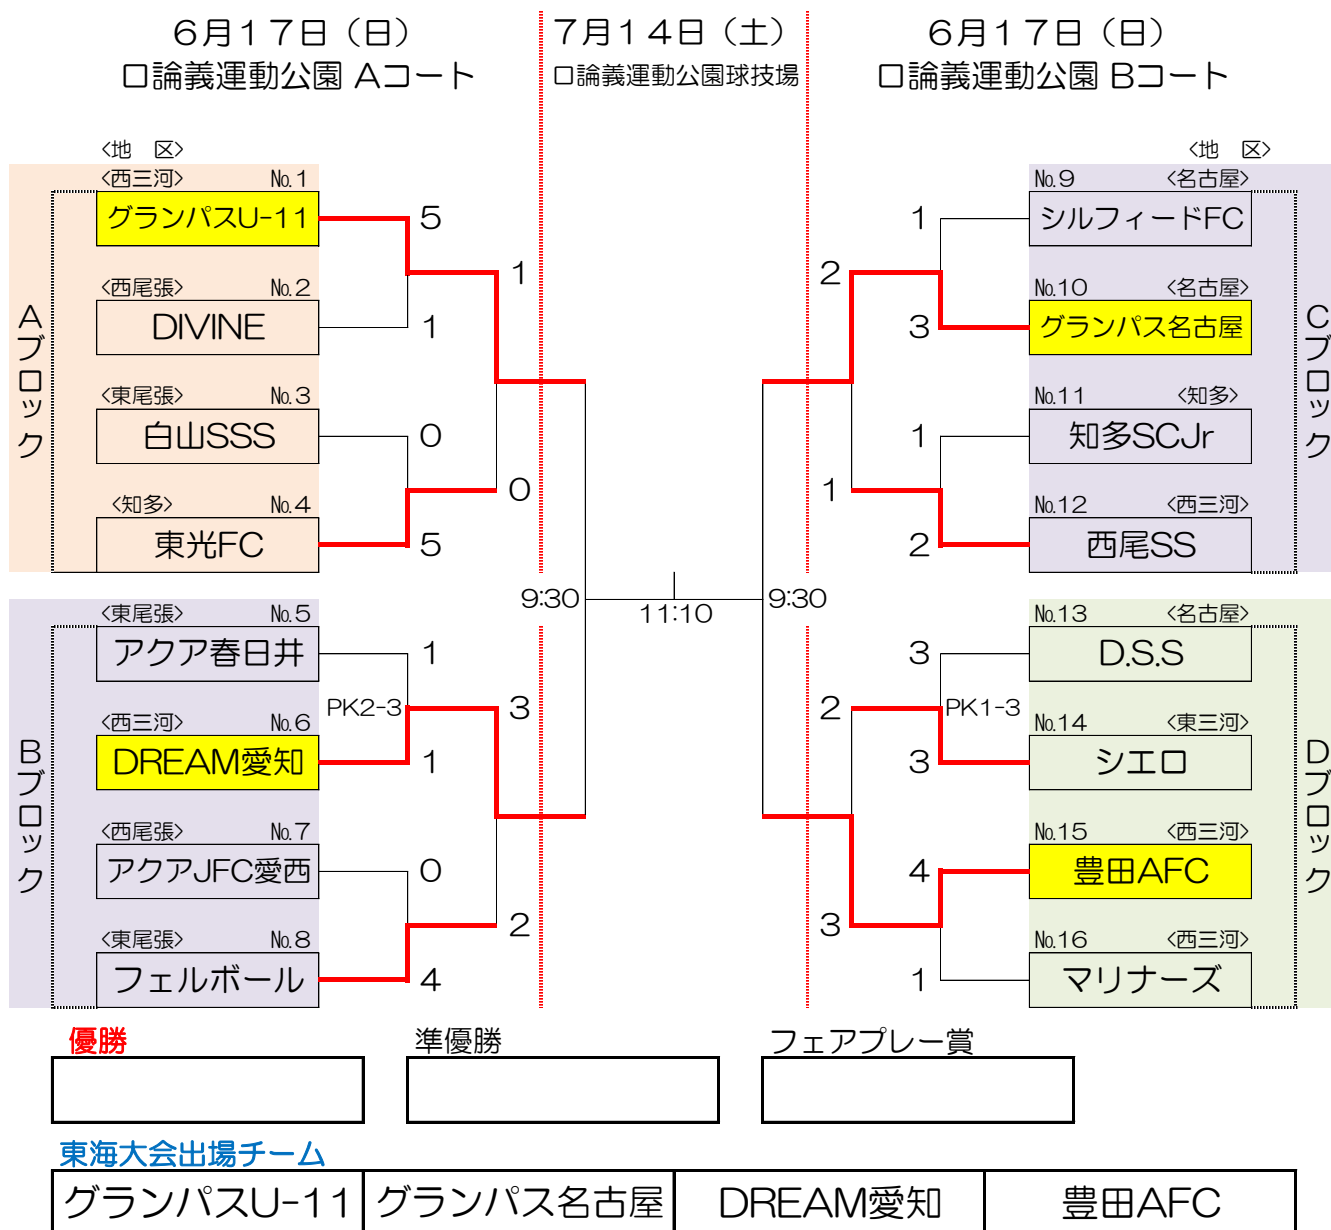 6月17日（日）
口論義運動公園 Aコート
7月14日（土）
口論義運動公園球技場
6月17日（日）
口論義運動公園 Bコート
<地　区>
<西三河> No.1
グランパスU-11
5
<西尾張> No.2
DIVINE
1
1
<東尾張> No.3
白山SSS
0
<知多> No.4
東光FC
5
0
Aブロック
<東尾張> No.5
アクア春日井
1
PK2-3
<西三河> No.6
DREAM愛知
1
3
<西尾張> No.7
アクアJFC愛西
0
<東尾張> No.8
フェルボール
4
2
Bブロック
9:30
11:10
9:30
<地　区>
No.9 <名古屋>
シルフィードFC
1
No.10 <名古屋>
グランパス名古屋
3
2
No.11 <知多>
知多SCJr
1
No.12 <西三河>
西尾SS
2
1
Cブロック
No.13 <名古屋>
D.S.S
3
PK1-3
No.14 <東三河>
シエロ
3
2
No.15 <西三河>
豊田AFC
4
No.16 <西三河>
マリナーズ
1
3
Dブロック
優勝
準優勝
フェアプレー賞
東海大会出場チーム
グランパスU-11
グランパス名古屋
DREAM愛知
豊田AFC